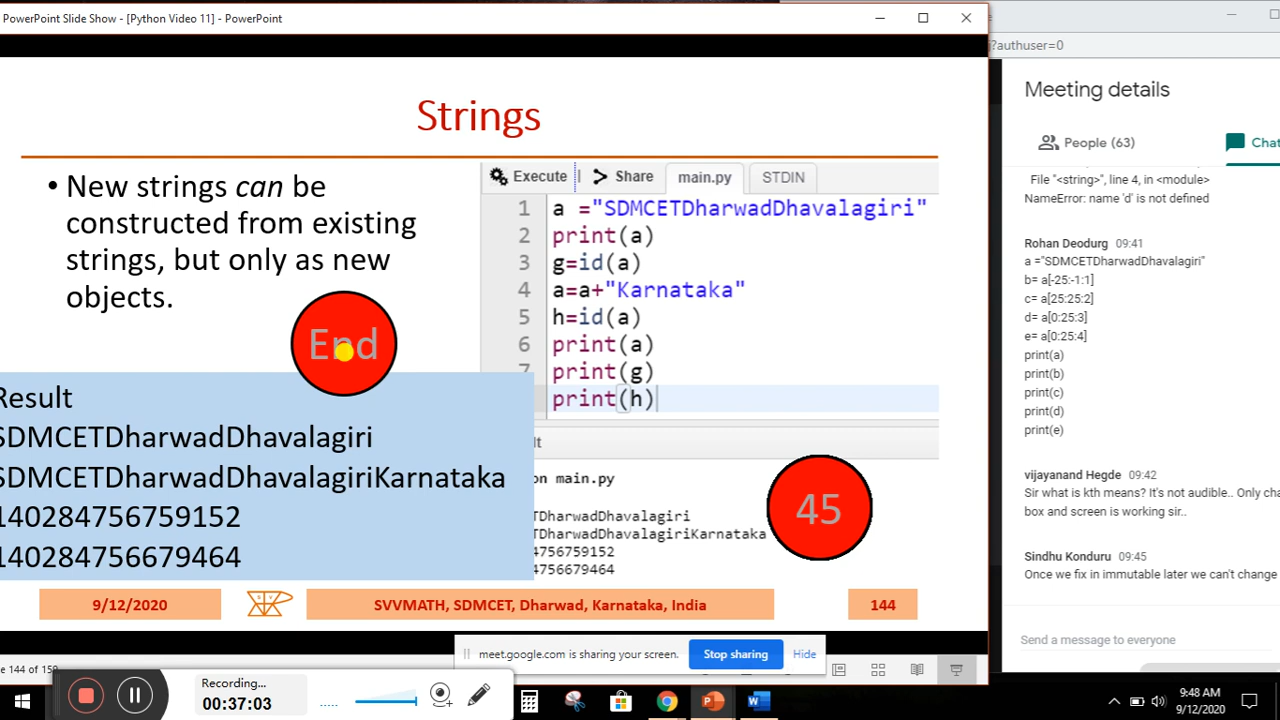 PowerPoint Slide Show - [Python Video 11] - PowerPoint
?authuser=0
Strings
• New strings can be
constructed from existing
strings, but only as new
objects.
End
Execute Share main.py STDIN
1 a ="SDMCETDharwadDhavalagiri"
2 print(a)
3 g=id(a)
4 a=a+"Karnataka"
5 h=id(a)
6 print(a)
7 print(g)
print(h)
Result
SDMCETDharwadDhavalagiri
SDMCETDharwadDhavalagiriKarnataka
140284756759152
140284756679464
lt
on main.py
TDharwadDhavalagiri
TDharwadDhavalagiriKarnataka
4756759152
4756679464
45
9/12/2020
SVVMATH, SDMCET, Dharwad, Karnataka, India
144
meet.google.com is sharing your screen. Stop sharing Hide
144 of 159
Recording...
00:37:03
Meeting details
People (63) Chat
File "<string>", line 4, in <module>
NameError: name 'd' is not defined
Rohan Deodurg 09:41
a ="SDMCETDharwadDhavalagiri"
b= a[-25:-1:1]
c= a[25:25:2]
d= a[0:25:3]
e= a[0:25:4]
print(a)
print(b)
print(c)
print(d)
print(e)
vijayanand Hegde 09:42
Sir what is kth means? It's not audible.. Only cha
box and screen is working sir..
Sindhu Konduru 09:45
Once we fix in immutable later we can't change
Send a message to everyone
9:48 AM
9/12/2020